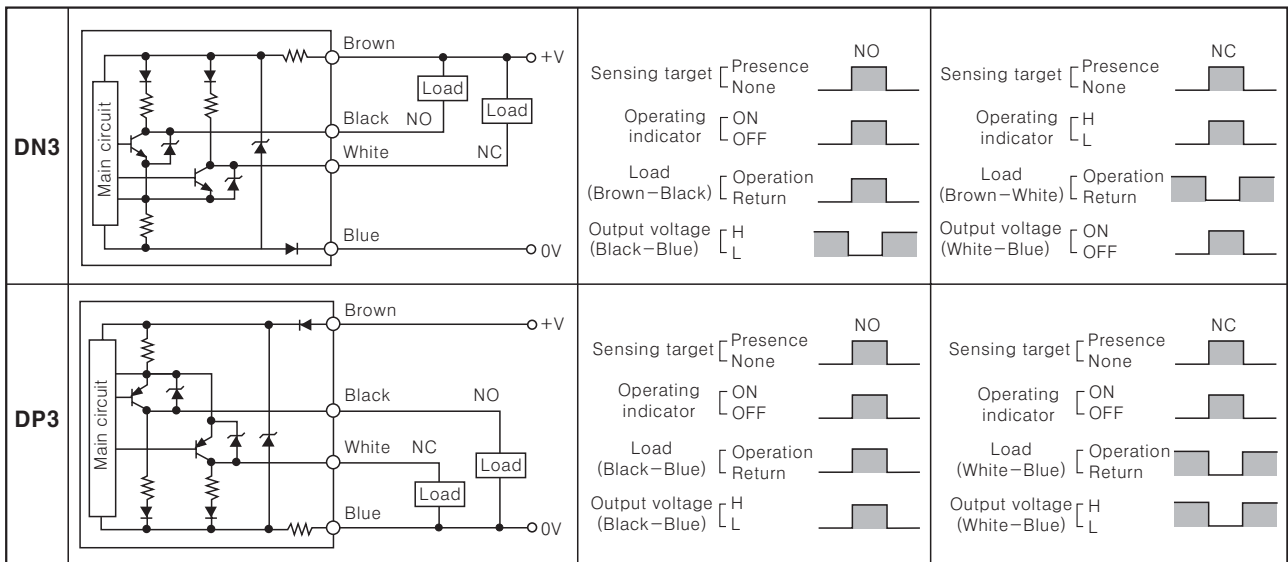 DN3
Main circuit
Brown
+V
Load
Load
Black NO
White NC
Blue
0V
NO
Sensing target Presence
None
Operating indicator ON
OFF
Load (Brown-Black) Operation
Return
Output voltage (Black-Blue) H
L
NC
Sensing target Presence
None
Operating indicator H
L
Load (Brown-White) Operation
Return
Output voltage (White-Blue) ON
OFF
DP3
Main circuit
Brown
+V
Black NO
White NC
Load
Load
Blue
0V
NO
Sensing target Presence
None
Operating indicator ON
OFF
Load (Black-Blue) Operation
Return
Output voltage (Black-Blue) H
L
NC
Sensing target Presence
None
Operating indicator ON
OFF
Load (White-Blue) Operation
Return
Output voltage (White-Blue) H
L